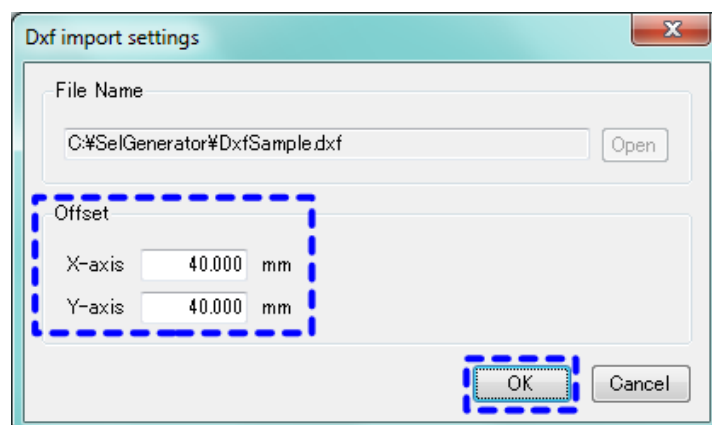 Dxf import settings
File Name
C:¥SelGenerator¥DxfSample.dxf
Open
Offset
X-axis 40.000 mm
Y-axis 40.000 mm
OK Cancel